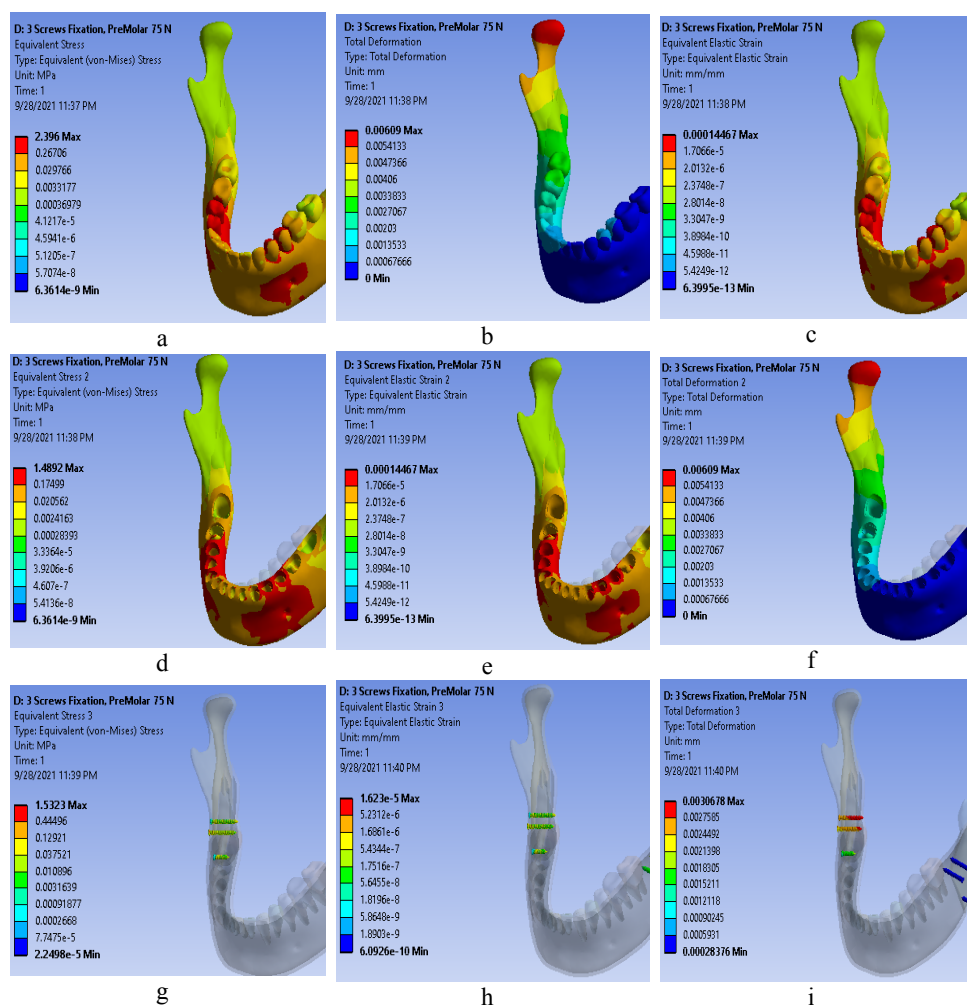 D: 3 Screws Fixation, PreMolar 75 N
Equivalent Stress
Type: Equivalent (von-Mises) Stress
Unit: MPa
Time: 1
9/28/2021 11:37 PM
2.396 Max
0.26706
0.029766
0.0033177
0.00036979
4.1217e-5
4.5941e-6
5.1205e-7
5.7074e-8
6.3614e-9 Min
a
D: 3 Screws Fixation, PreMolar 75 N
Total Deformation
Type: Total Deformation
Unit: mm
Time: 1
9/28/2021 11:38 PM
0.00609 Max
0.0054133
0.0047366
0.00406
0.0033833
0.0027067
0.00203
0.0013533
0.00067666
0 Min
b
D: 3 Screws Fixation, PreMolar 75 N
Equivalent Elastic Strain
Type: Equivalent Elastic Strain
Unit: mm/mm
Time: 1
9/28/2021 11:38 PM
0.00014467 Max
1.7066e-5
2.0132e-6
2.3748e-7
2.8014e-8
3.3047e-9
3.8984e-10
4.5988e-11
5.4249e-12
6.3995e-13 Min
c
D: 3 Screws Fixation, PreMolar 75 N
Equivalent Stress 2
Type: Equivalent (von-Mises) Stress
Unit: MPa
Time: 1
9/28/2021 11:38 PM
1.4892 Max
0.17499
0.020562
0.0024163
0.00028393
3.3364e-5
3.9206e-6
4.607e-7
5.4136e-8
6.3614e-9 Min
d
D: 3 Screws Fixation, PreMolar 75 N
Equivalent Elastic Strain 2
Type: Equivalent Elastic Strain
Unit: mm/mm
Time: 1
9/28/2021 11:39 PM
0.00014467 Max
1.7066e-5
2.0132e-6
2.3748e-7
2.8014e-8
3.3047e-9
3.8984e-10
4.5988e-11
5.4249e-12
6.3995e-13 Min
e
D: 3 Screws Fixation, PreMolar 75 N
Total Deformation 2
Type: Total Deformation
Unit: mm
Time: 1
9/28/2021 11:39 PM
0.00609 Max
0.0054133
0.0047366
0.00406
0.0033833
0.0027067
0.00203
0.0013533
0.00067666
0 Min
f
D: 3 Screws Fixation, PreMolar 75 N
Equivalent Stress 3
Type: Equivalent (von-Mises) Stress
Unit: MPa
Time: 1
9/28/2021 11:39 PM
1.5323 Max
0.44496
0.12921
0.037521
0.010896
0.0031639
0.00091877
0.0002668
7.7475e-5
2.2498e-5 Min
g
D: 3 Screws Fixation, PreMolar 75 N
Equivalent Elastic Strain 3
Type: Equivalent Elastic Strain
Unit: mm/mm
Time: 1
9/28/2021 11:40 PM
1.623e-5 Max
5.2312e-6
1.6861e-6
5.4344e-7
1.7516e-7
5.6455e-8
1.8196e-8
5.8648e-9
1.8903e-9
6.0926e-10 Min
h
D: 3 Screws Fixation, PreMolar 75 N
Total Deformation 3
Type: Total Deformation
Unit: mm
Time: 1
9/28/2021 11:40 PM
0.0030678 Max
0.0027585
0.0024492
0.0021398
0.0018305
0.0015211
0.0012118
0.00090245
0.0005931
0.00028376 Min
i